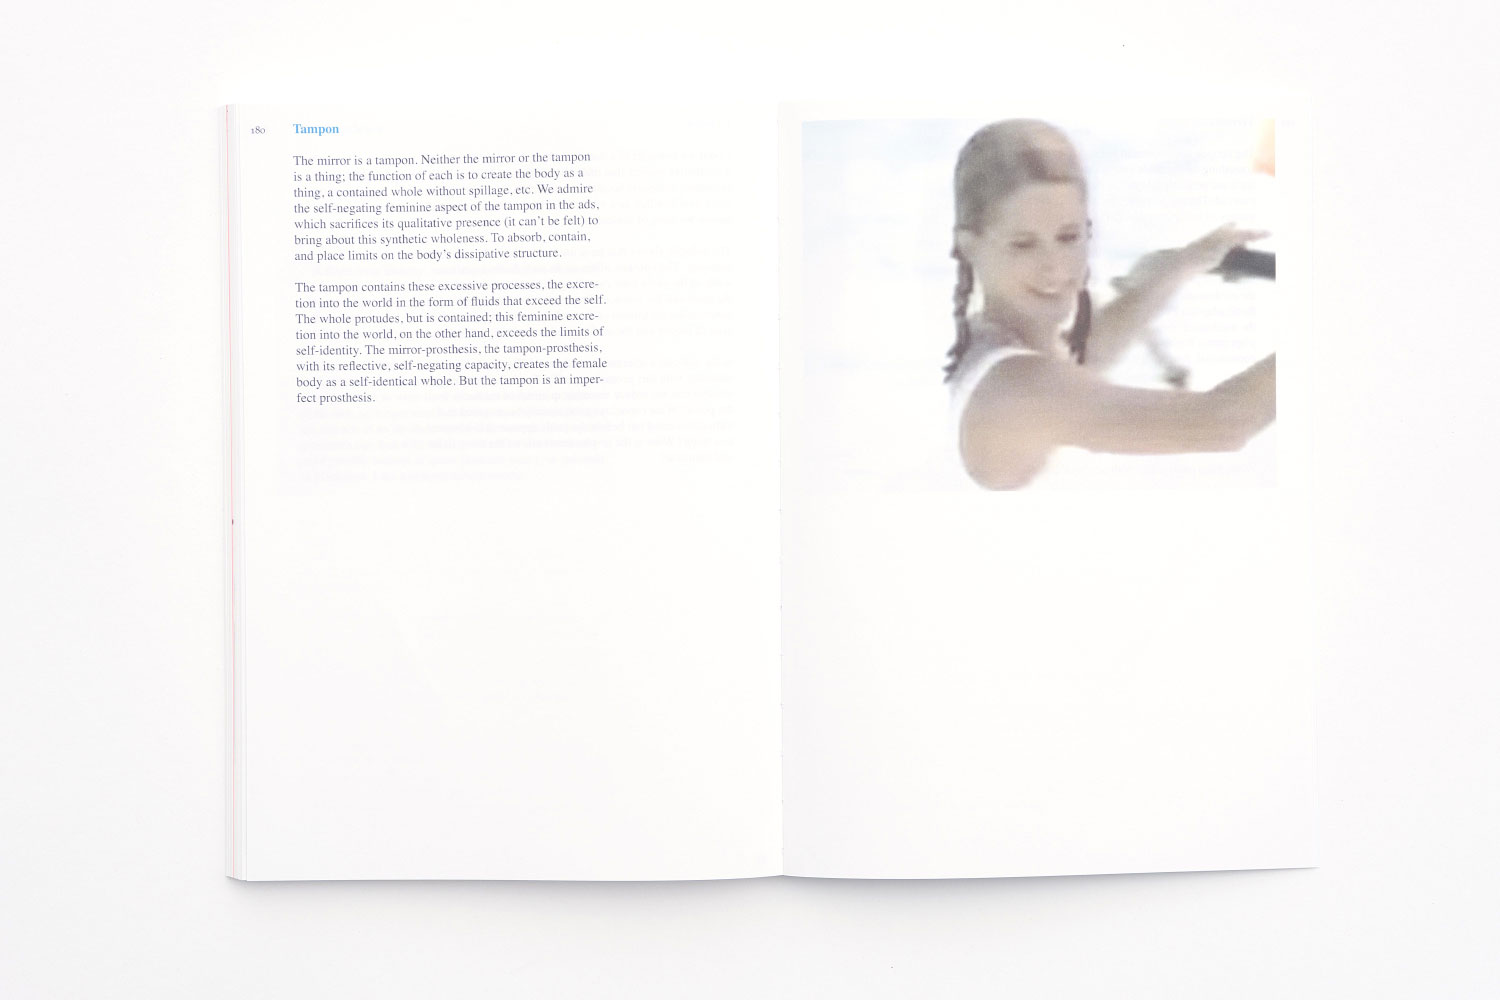 180
Tampon
The mirror is a tampon. Neither the mirror or the tampon
is a thing; the function of each is to create the body as a
thing, a contained whole without spillage, etc. We admire
the self-negating feminine aspect of the tampon in the ads,
which sacrifices its qualitative presence (it can't be felt) to
bring about this synthetic wholeness. To absorb, contain,
and place limits on the body's dissipative structure.
The tampon contains these excessive processes, the excre-
tion into the world in the form of fluids that exceed the self.
The whole protudes, but is contained; this feminine excre-
tion into the world, on the other hand, exceeds the limits of
self-identity. The mirror-prosthesis, the tampon-prosthesis,
with its reflective, self-negating capacity, creates the female
body as a self-identical whole. But the tampon is an imper-
fect prosthesis.